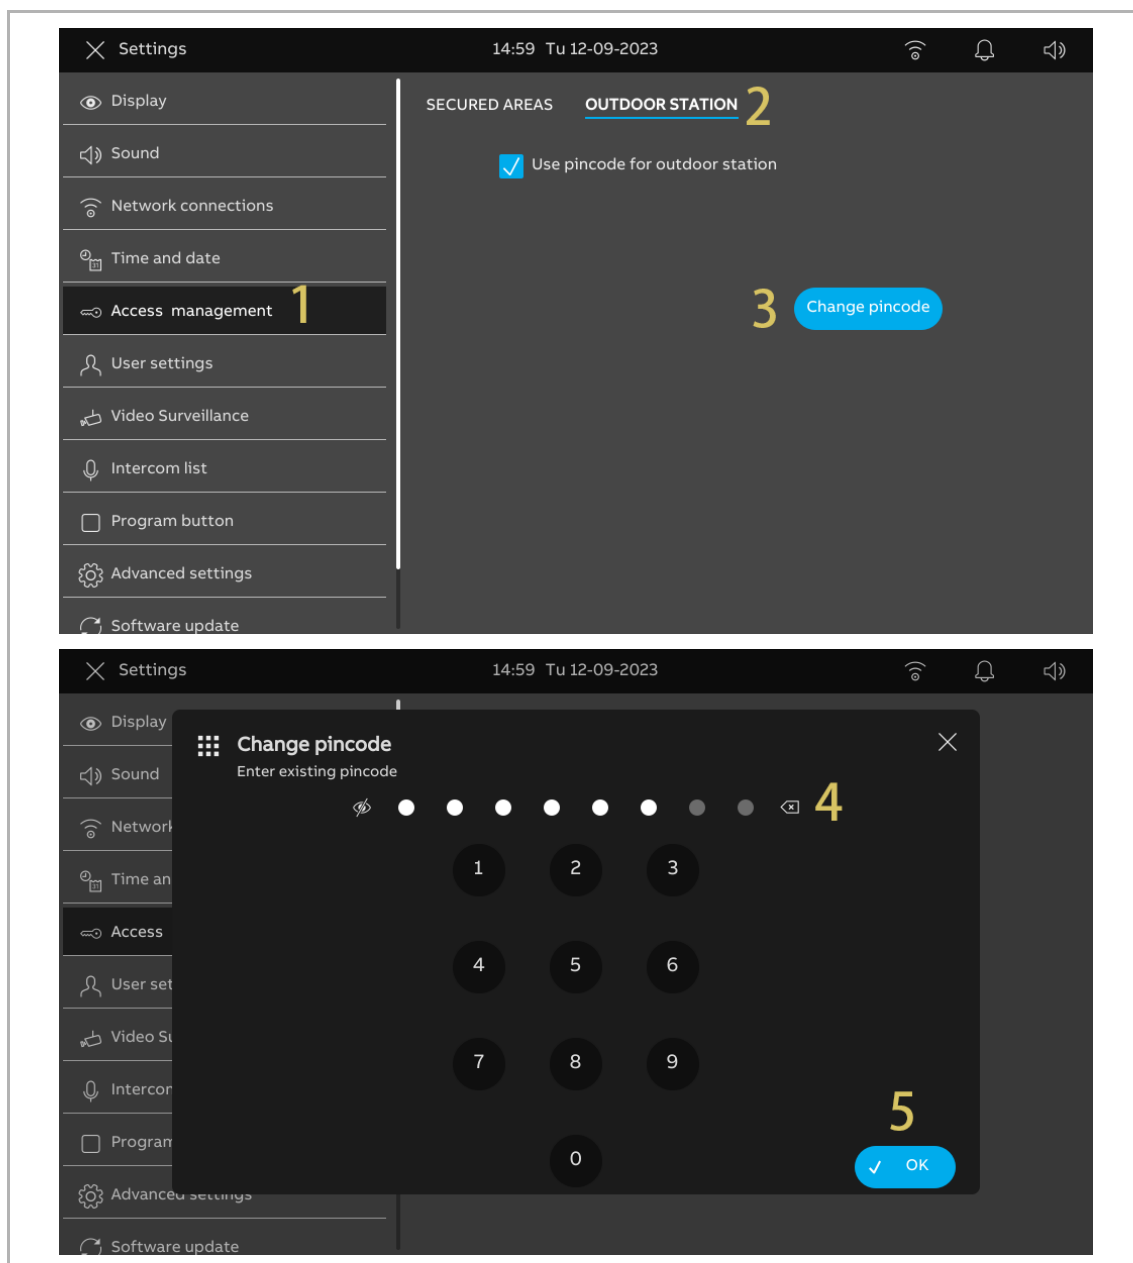 Settings
14:59 Tu 12-09-2023
Display
Sound
Network connections
Time and date
Access management 1
User settings
Video Surveillance
Intercom list
Program button
Advanced settings
Software update
SECURED AREAS OUTDOOR STATION 2
Use pincode for outdoor station
3 Change pincode
Settings
14:59 Tu 12-09-2023
Display
Sound
Network
Time an
Access
User set
Video Su
Intercom
Program
Advanced settings
Software update
Change pincode
Enter existing pincode
4
1 2 3
4 5 6
7 8 9
0
5
OK